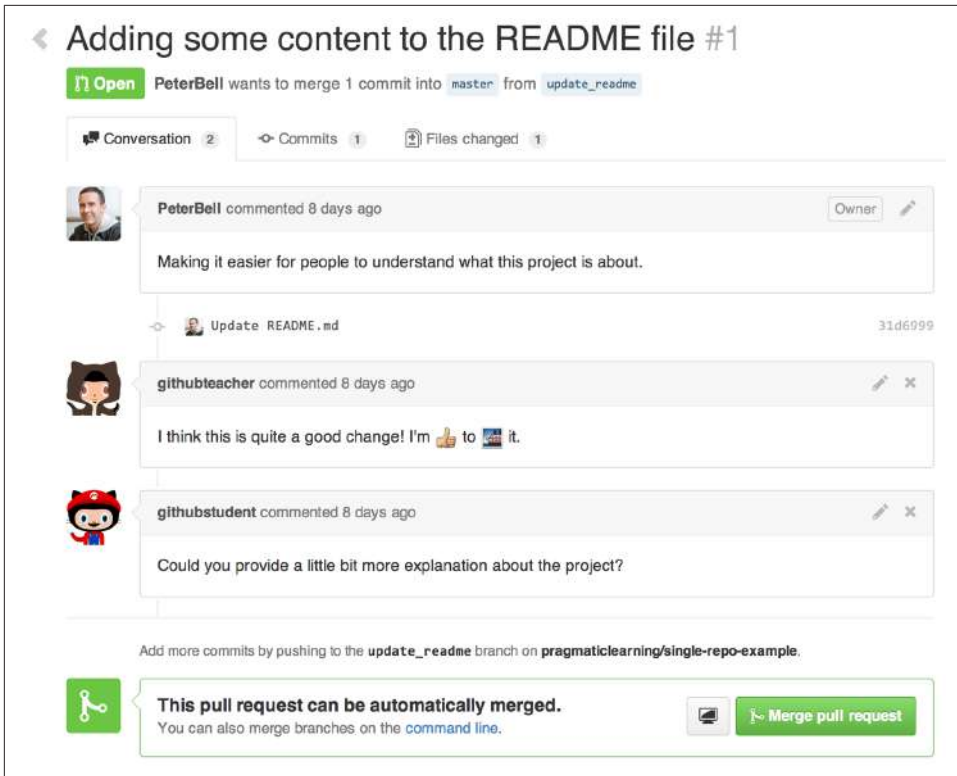 Adding some content to the README file #1
Open PeterBell wants to merge 1 commit into master from update_readme
Conversation 2 Commits 1 Files changed 1
PeterBell commented 8 days ago Owner
Making it easier for people to understand what this project is about.
Update README.md 31d6999
githubteacher commented 8 days ago
I think this is quite a good change! I'm 👍 to 🚢 it.
githubstudent commented 8 days ago
Could you provide a little bit more explanation about the project?
Add more commits by pushing to the update_readme branch on pragmaticlearning/single-repo-example.
This pull request can be automatically merged.
You can also merge branches on the command line.
Merge pull request